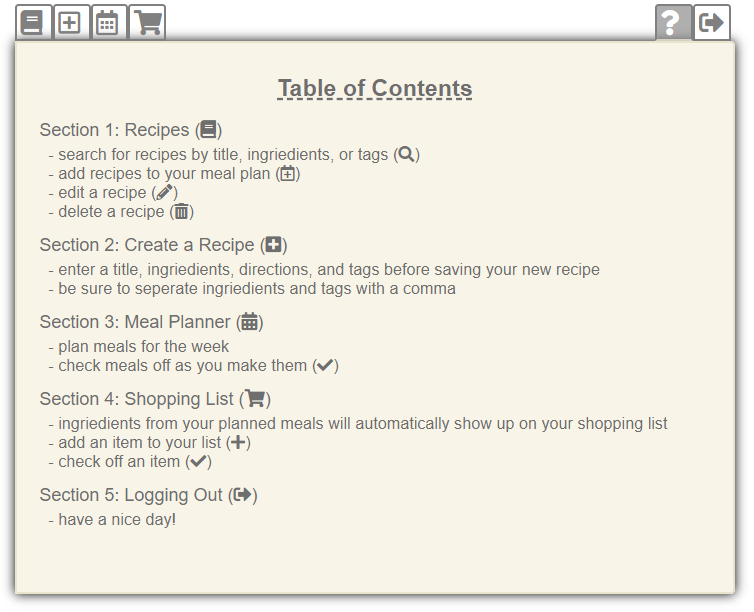 Table of Contents
Section 1: Recipes ()
- search for recipes by title, ingriedients, or tags ()
- add recipes to your meal plan ()
- edit a recipe ()
- delete a recipe ()
Section 2: Create a Recipe ()
- enter a title, ingriedients, directions, and tags before saving your new recipe
- be sure to seperate ingriedients and tags with a comma
Section 3: Meal Planner ()
- plan meals for the week
- check meals off as you make them ()
Section 4: Shopping List ()
- ingriedients from your planned meals will automatically show up on your shopping list
- add an item to your list ()
- check off an item ()
Section 5: Logging Out ()
- have a nice day!